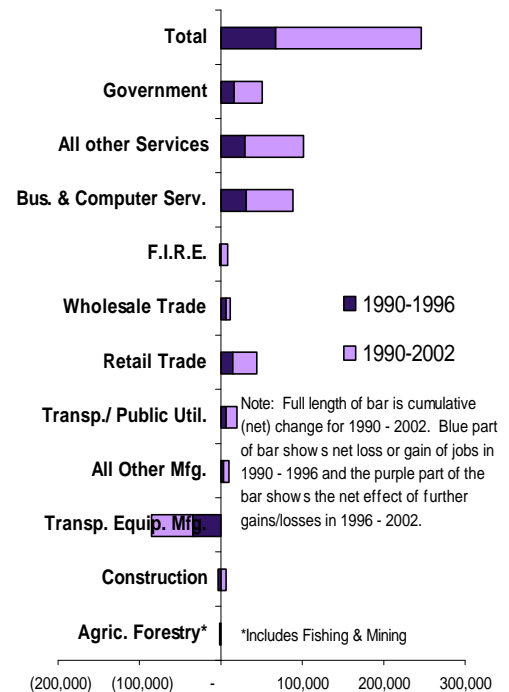 Total
Government
All other Services
Bus. & Computer Serv.
F.I.R.E.
Wholesale Trade
Retail Trade
Transp./ Public Util.
All Other Mfg.
Transp. Equip. Mfg.
Construction
Agric. Forestry*
1990-1996
1990-2002
Note: Full length of bar is cumulative
(net) change for 1990 - 2002. Blue part
of bar shows net loss or gain of jobs in
1990 - 1996 and the purple part of the
bar shows the net effect of further
gains/losses in 1996 - 2002.
*Includes Fishing & Mining
(200,000) (100,000) - 100,000 200,000 300,000